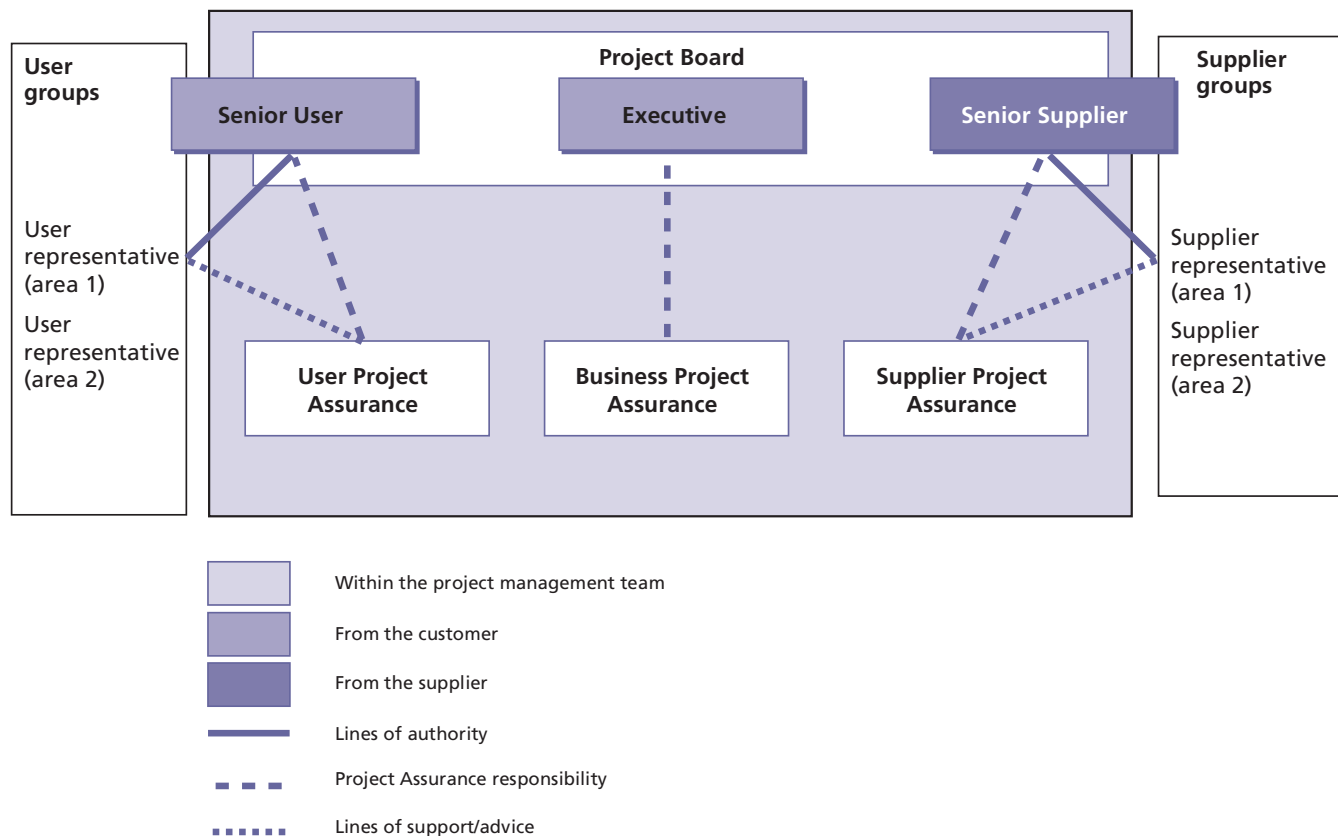 Project Board
User
groups
Supplier
groups
Senior User
Executive
Senior Supplier
User
representative
(area 1)
User
representative
(area 2)
Supplier
representative
(area 1)
Supplier
representative
(area 2)
User Project
Assurance
Business Project
Assurance
Supplier Project
Assurance
Within the project management team
From the customer
From the supplier
Lines of authority
Project Assurance responsibility
Lines of support/advice